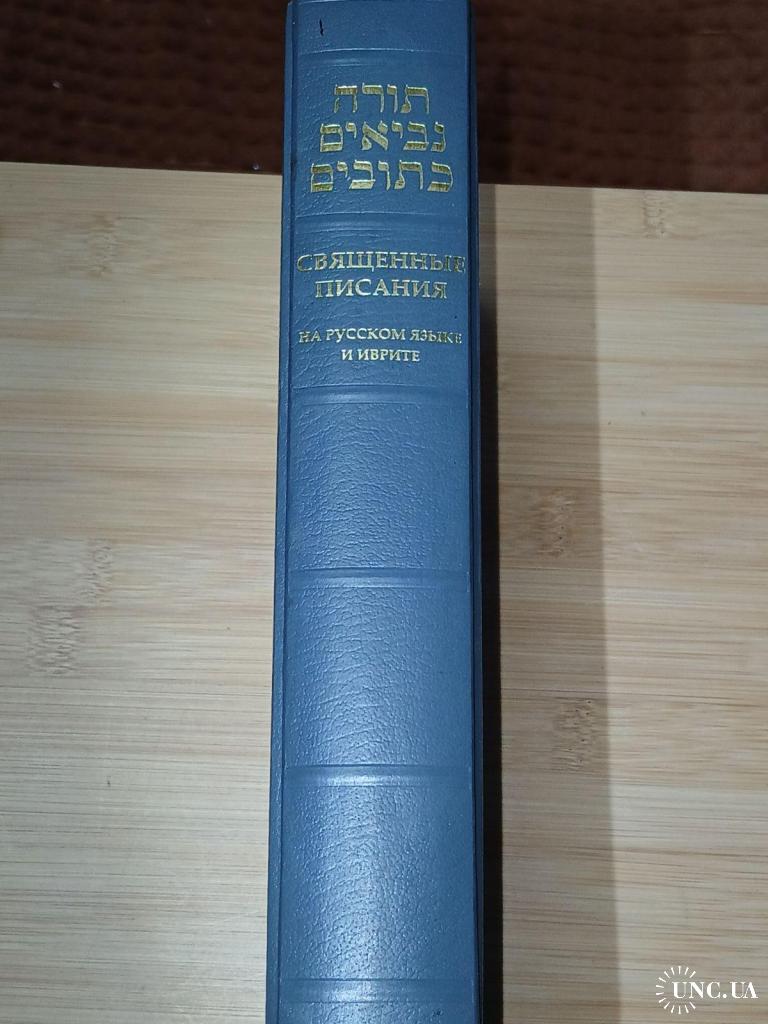 תורה
נביאים
כתובים
СВЯЩЕННЫЕ
ПИСАНИЯ
НА РУССКОМ ЯЗЫКЕ
И ИВРИТЕ
UNC.UA